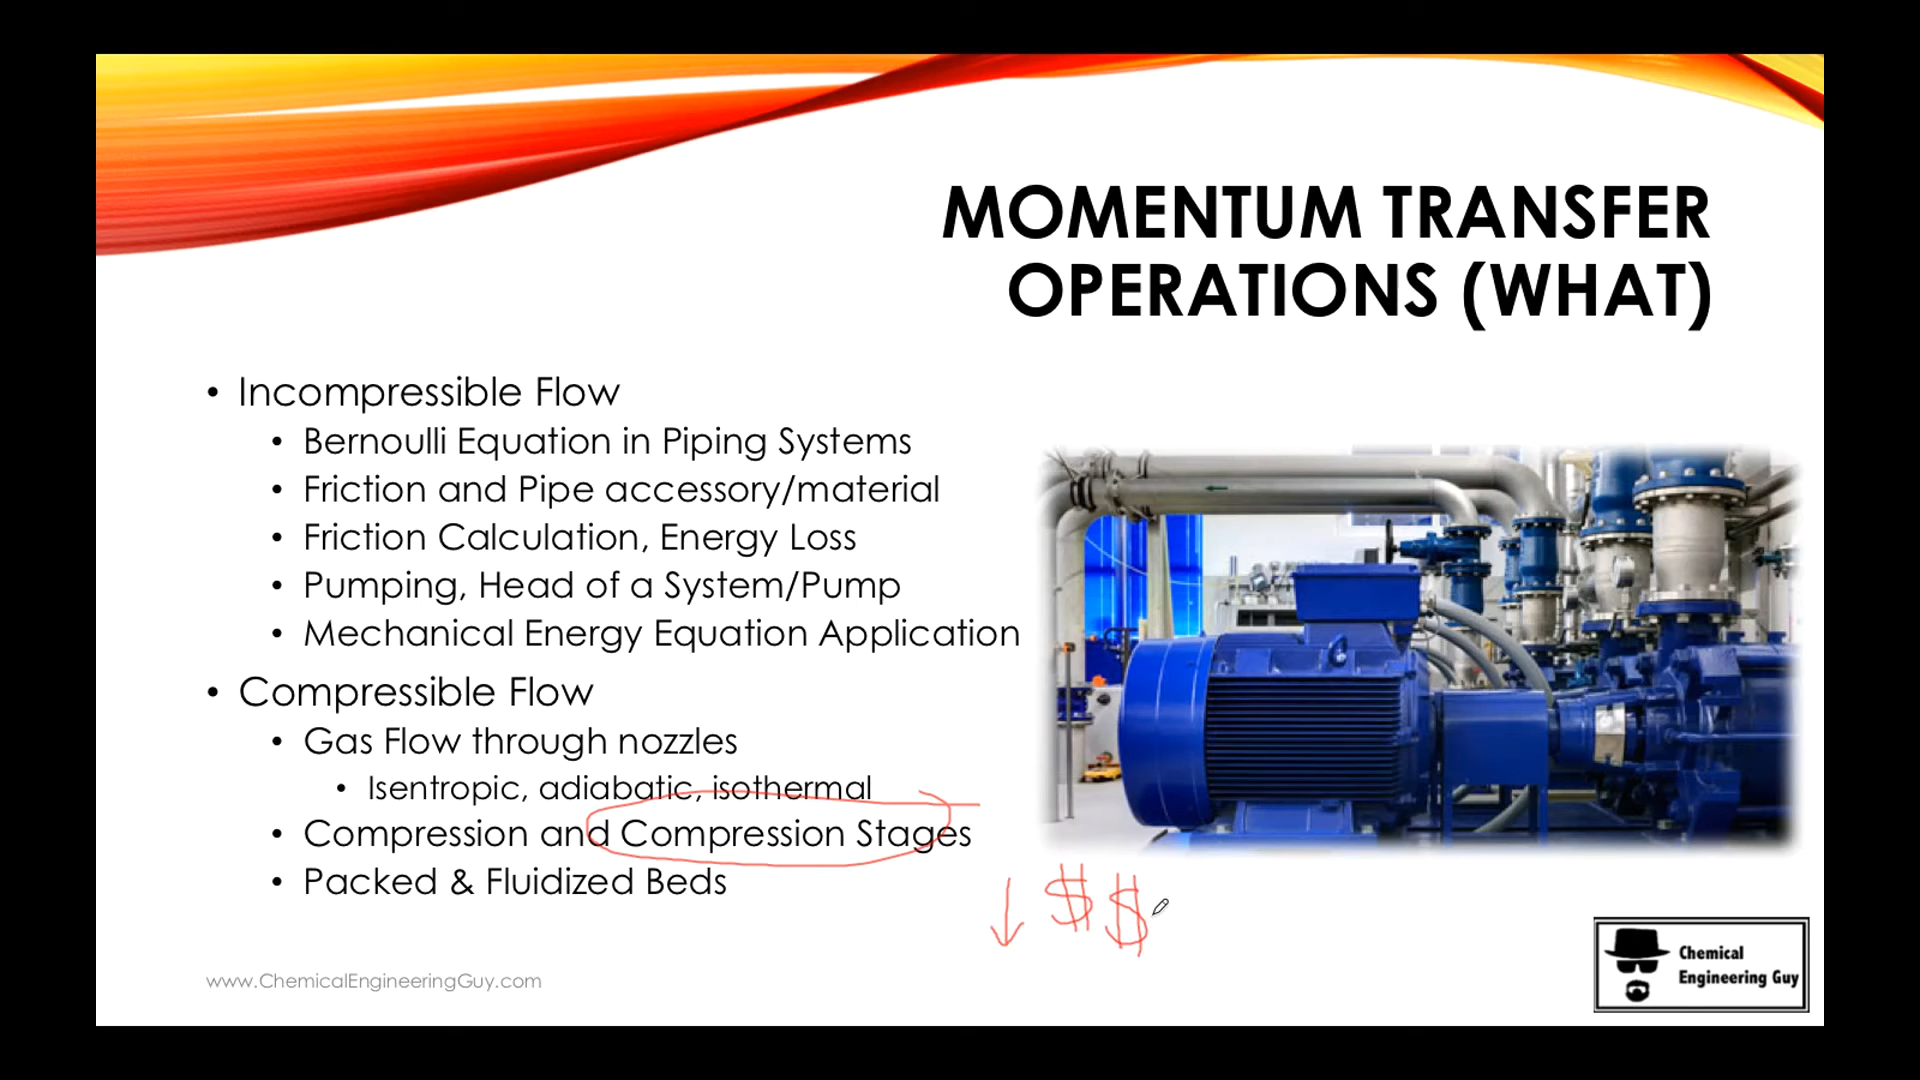 MOMENTUM TRANSFER
OPERATIONS (WHAT)
• Incompressible Flow
• Bernoulli Equation in Piping Systems
• Friction and Pipe accessory/material
• Friction Calculation, Energy Loss
• Pumping, Head of a System/Pump
• Mechanical Energy Equation Application
• Compressible Flow
• Gas Flow through nozzles
• Isentropic, adiabatic, isothermal
• Compression and Compression Stages
• Packed & Fluidized Beds
↓ $$
www.ChemicalEngineeringGuy.com
Chemical
Engineering Guy